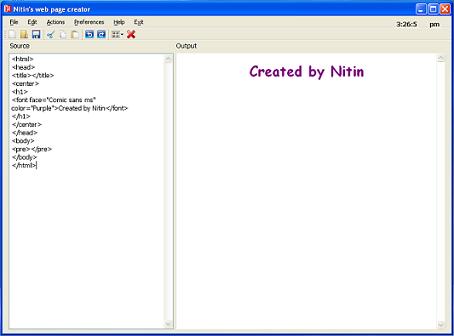 Nitin's web page creator
File Edit Actions Preferences Help Exit
3:26:5 pm
Source Output
<html>
<head>
<title></title>
<center>
<h1>
<font face="Comic sans ms"
color="Purple">Created by Nitin</font>
</h1>
</center>
</head>
<body>
<pre></pre>
</body>
</html>
Created by Nitin